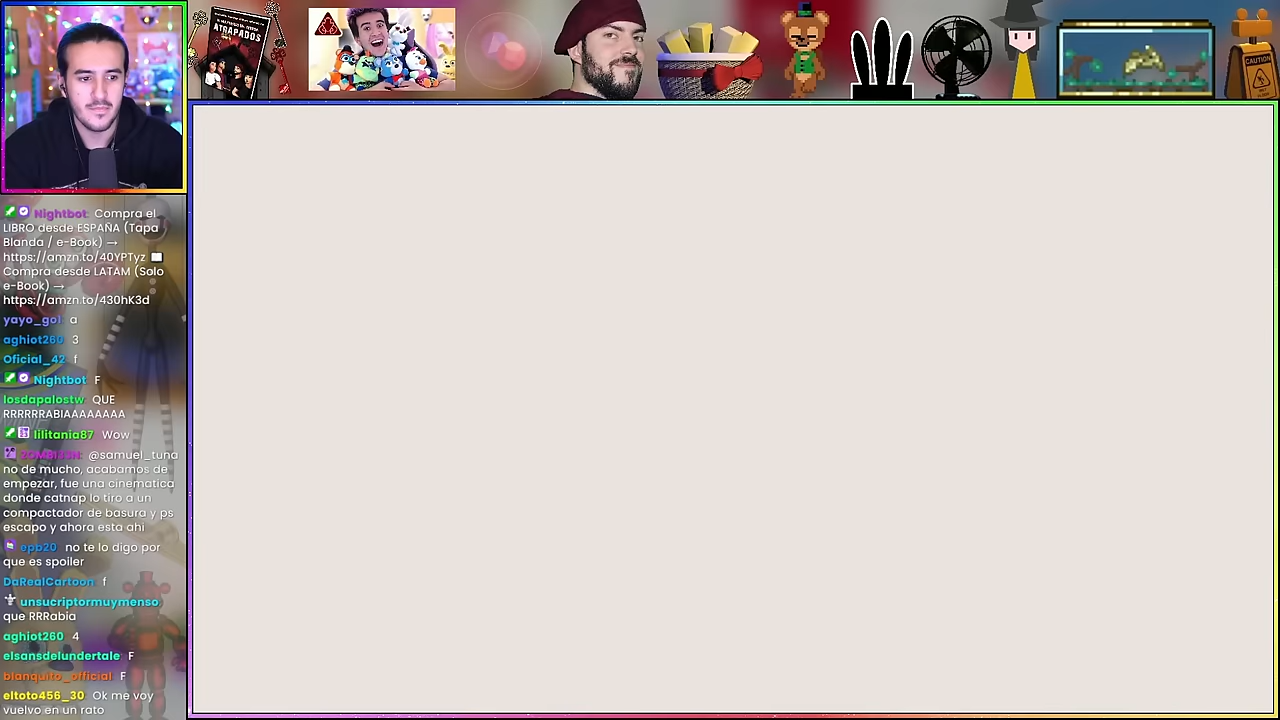 ATRAPADOS
CAUTION
Nightbot: Compra el
LIBRO desde ESPAÑA (Tapa
Blanda / e-Book) →
https://amzn.to/40YPTyz
Compra desde LATAM (Solo
e-Book) →
https://amzn.to/430hK3d
yayo_gol: a
aghiot260 3
Oficial_42 f
Nightbot F
losdapalostw QUE
RRRRRRABIAAAAAAAA
lilitania87 Wow
@samuel_tuna
no de mucho, acabamos de
empezar, fue una cinematica
donde catnap lo tiro a un
compactador de basura y ps
escapo y ahora esta ahi
epb20 no te lo digo por
que es spoiler
DaRealCartoon f
unsucriptormuymenso
que RRRabia
aghiot260 4
elsansdelundertale F
blanquito_official F
eltoto456_30 Ok me voy
vuelvo en un rato